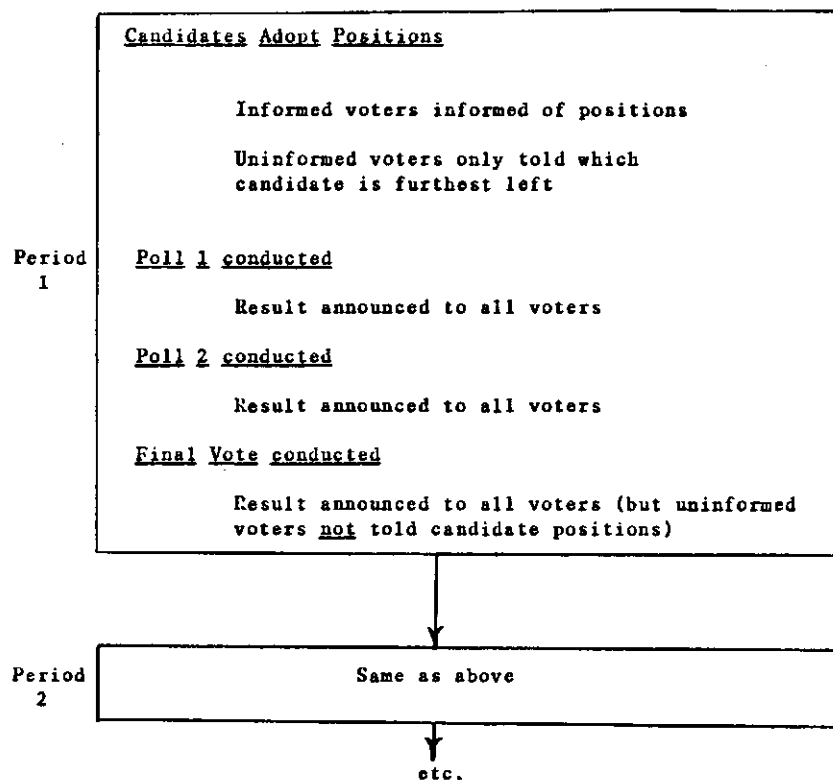 Candidates Adopt Positions
Informed voters informed of positions
Uninformed voters only told which
candidate is furthest left
Period
1
Poll 1 conducted
Result announced to all voters
Poll 2 conducted
Result announced to all voters
Final Vote conducted
Result announced to all voters (but uninformed
voters not told candidate positions)
Period
2
Same as above
etc.